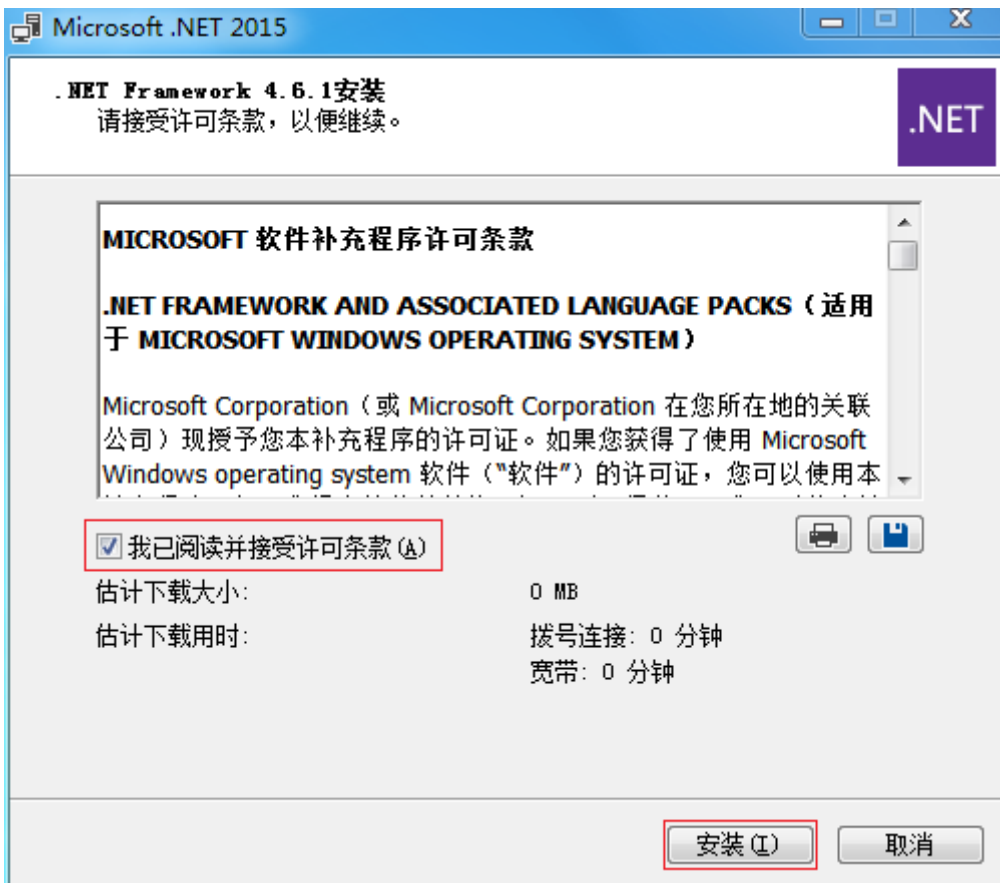 Microsoft .NET 2015
.NET Framework 4.6.1安装
请接受许可条款，以便继续。
.NET
MICROSOFT 软件补充程序许可条款
.NET FRAMEWORK AND ASSOCIATED LANGUAGE PACKS（适用
于 MICROSOFT WINDOWS OPERATING SYSTEM）
Microsoft Corporation（或 Microsoft Corporation 在您所在地的关联
公司）现授予您本补充程序的许可证。如果您获得了使用 Microsoft
Windows operating system 软件（“软件”）的许可证，您可以使用本
我已阅读并接受许可条款(A)
估计下载大小:
0 MB
估计下载用时:
拨号连接: 0 分钟
宽带: 0 分钟
安装(I)
取消